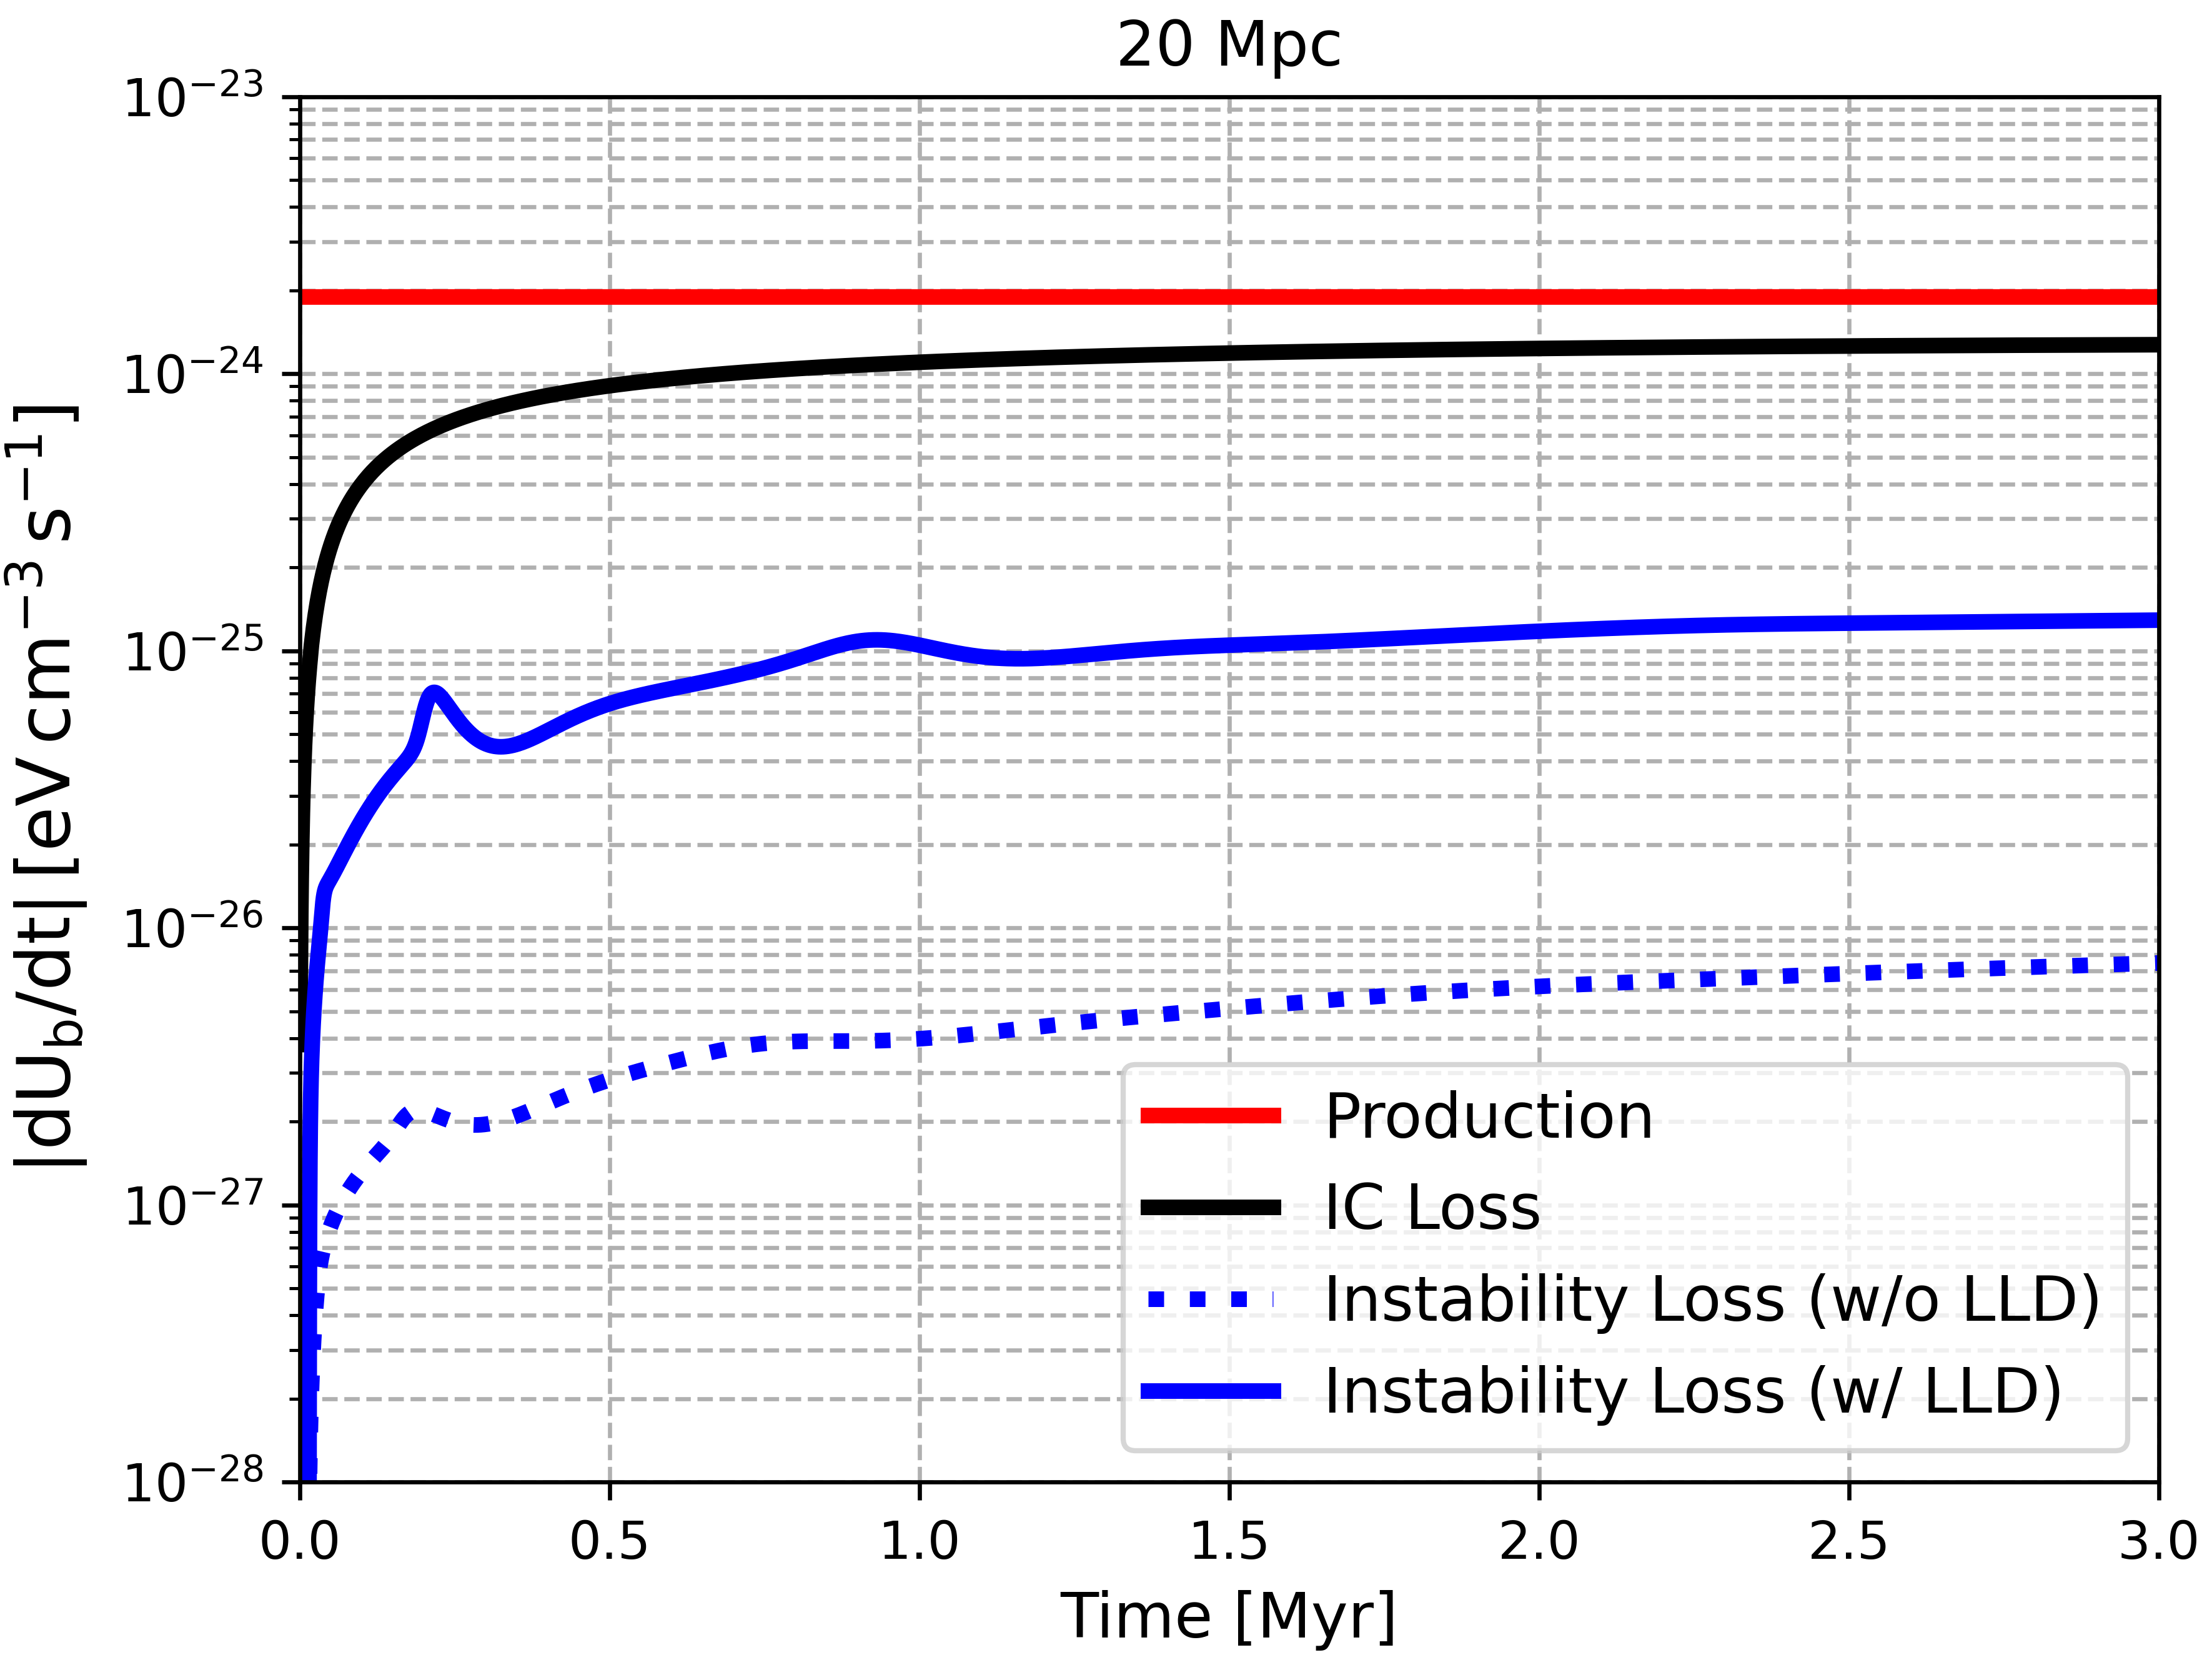 20 Mpc
|dU_b/dt| [eV cm⁻³ s⁻¹]
10⁻²³
10⁻²⁴
10⁻²⁵
10⁻²⁶
10⁻²⁷
10⁻²⁸
Production
IC Loss
Instability Loss (w/o LLD)
Instability Loss (w/ LLD)
0.0 0.5 1.0 1.5 2.0 2.5 3.0
Time [Myr]